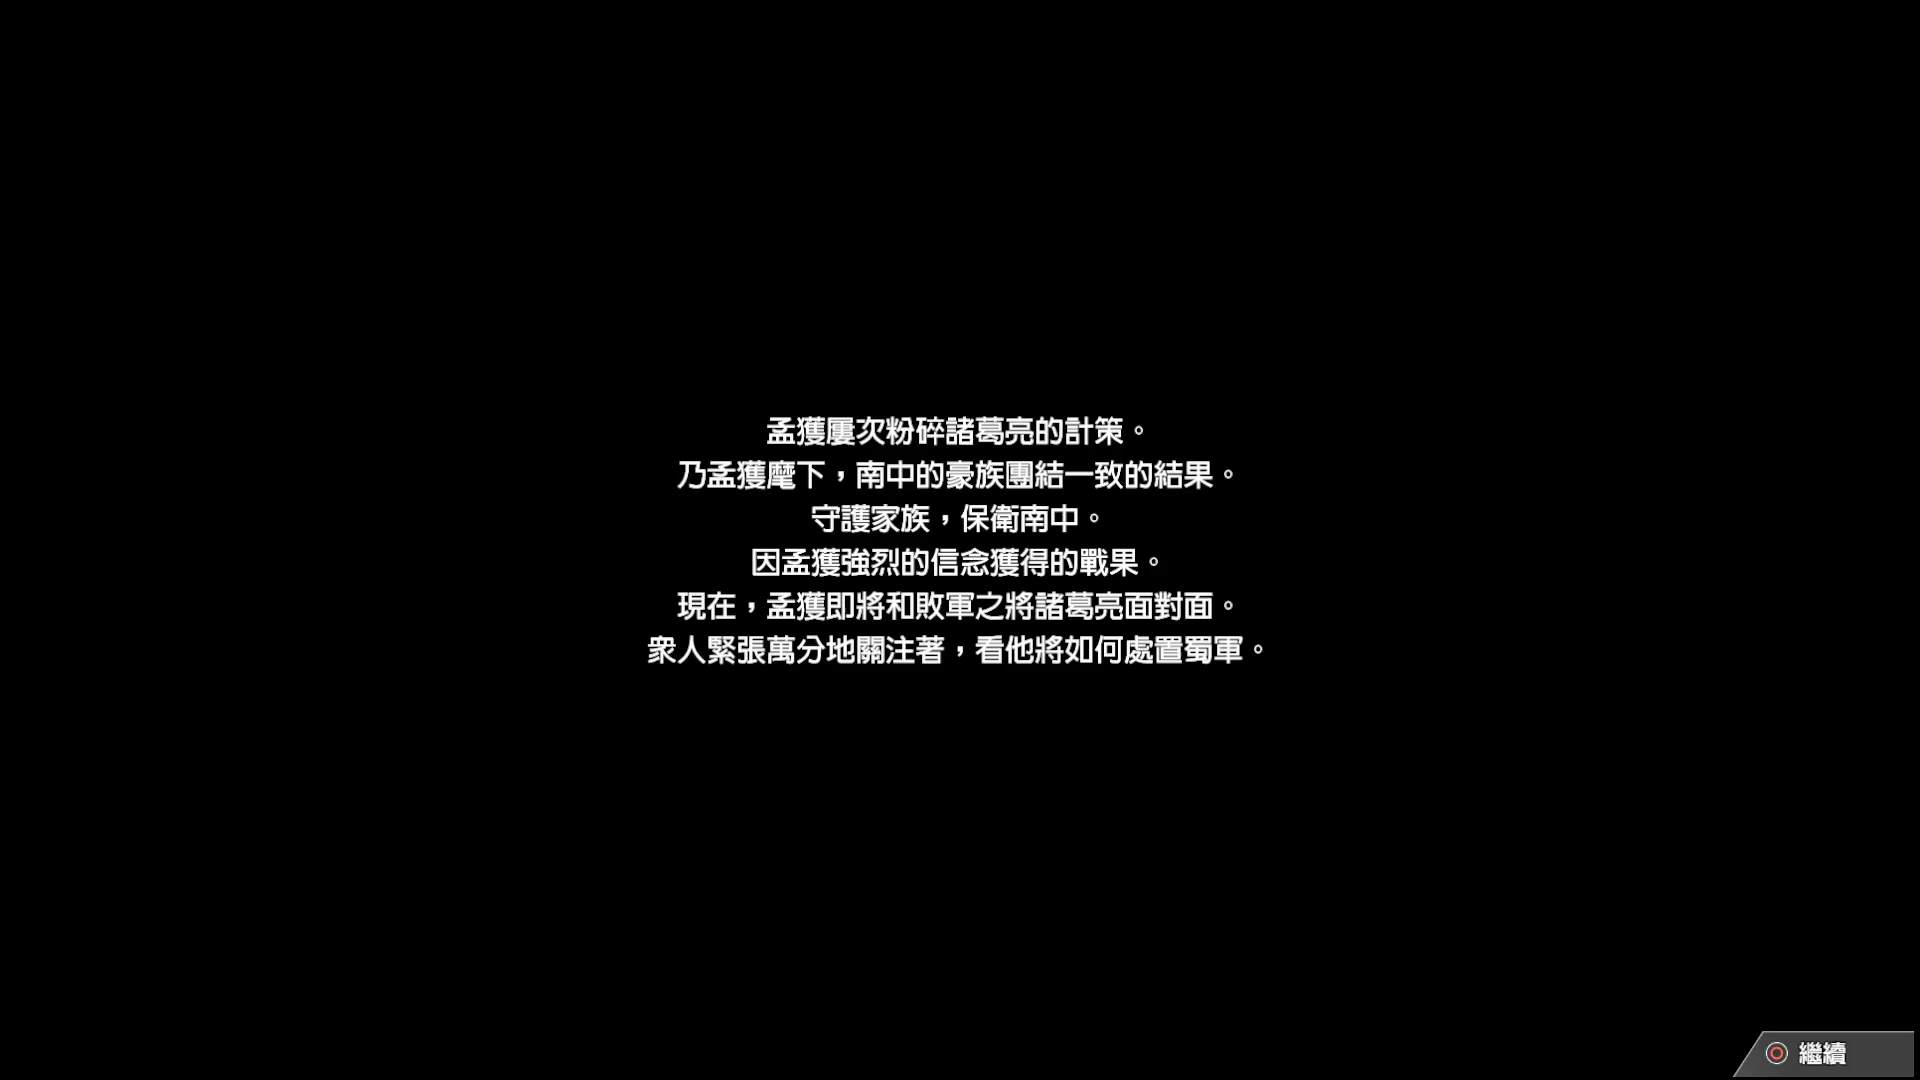 孟獲屢次粉碎諸葛亮的計策。
乃孟獲麾下，南中的豪族團結一致的結果。
守護家族，保衛南中。
因孟獲強烈的信念獲得的戰果。
現在，孟獲即將和敗軍之將諸葛亮面對面。
眾人緊張萬分地關注著，看他將如何處置蜀軍。
繼續